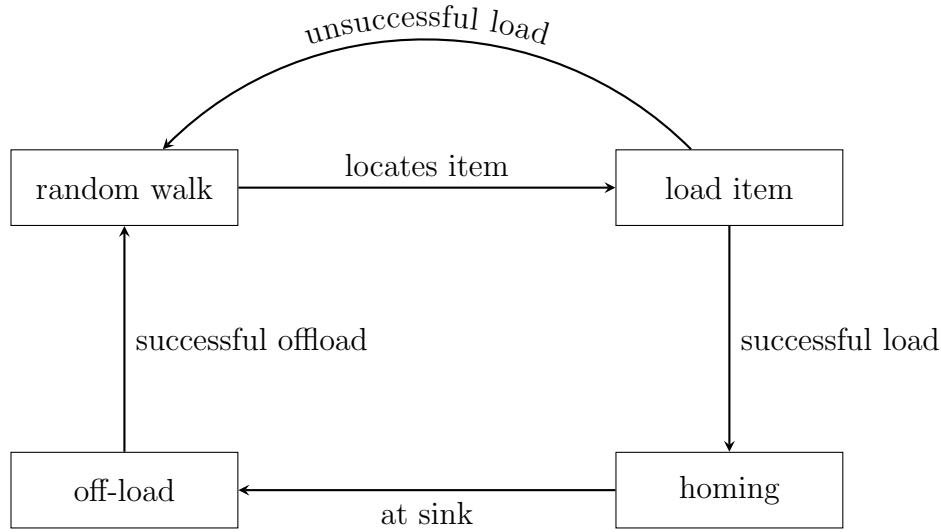 unsuccessful load
random walk
locates item
load item
successful offload
successful load
off-load
at sink
homing